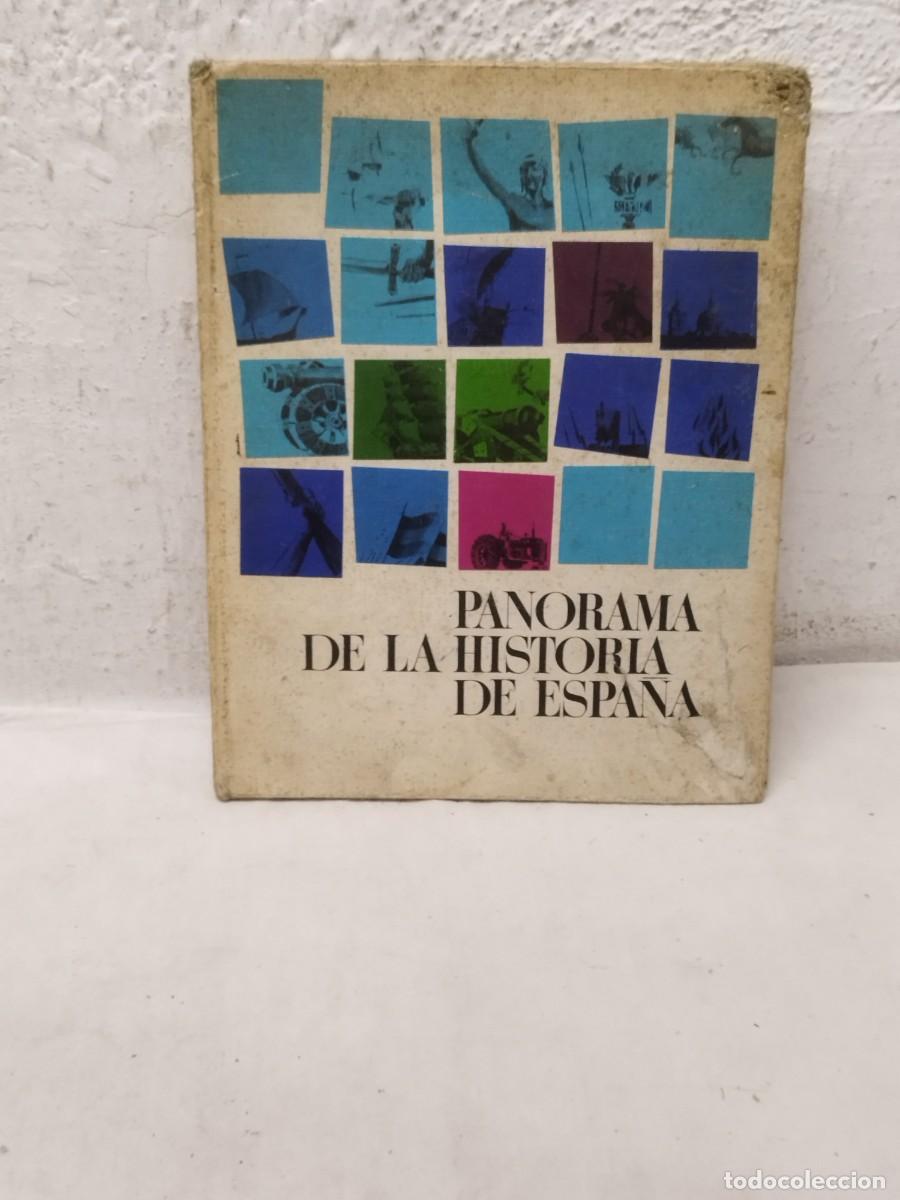 PANORAMA
DE LA HISTORIA
DE ESPAÑA
todocoleccion